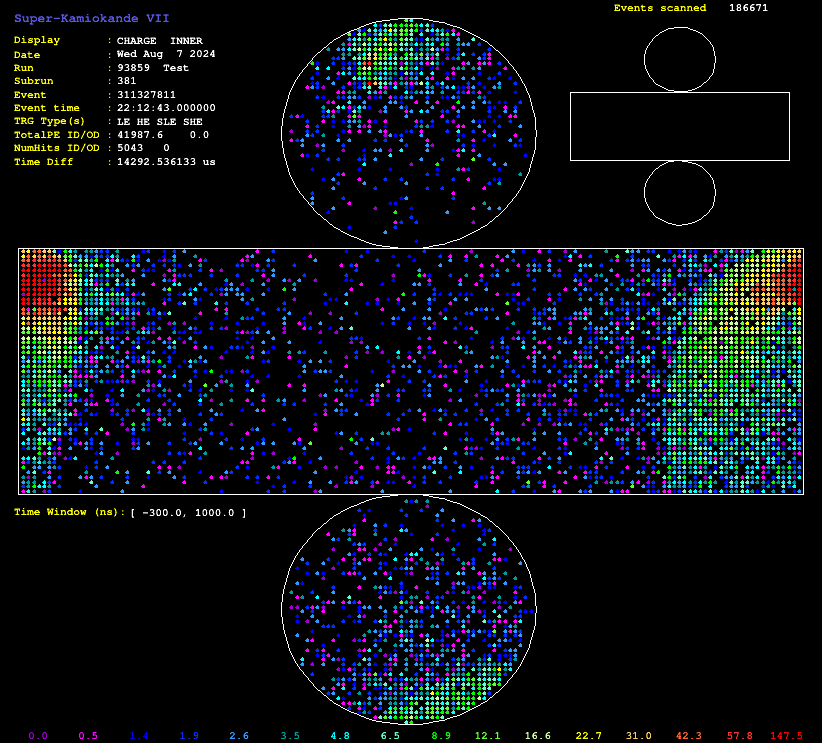 Super-Kamiokande VII
Events scanned 186671
Display : CHARGE INNER
Date : Wed Aug 7 2024
Run : 93859 Test
Subrun : 381
Event : 311327811
Event time : 22:12:43.000000
TRG Type(s) : LE HE SLE SHE
TotalPE ID/OD : 41987.6 0.0
NumHits ID/OD : 5043 0
Time Diff : 14292.536133 us
Time Window (ns): [ -300.0, 1000.0 ]
0.0 0.5 1.4 1.9 2.6 3.5 4.8 6.5 8.9 12.1 16.6 22.7 31.0 42.3 57.8 147.5